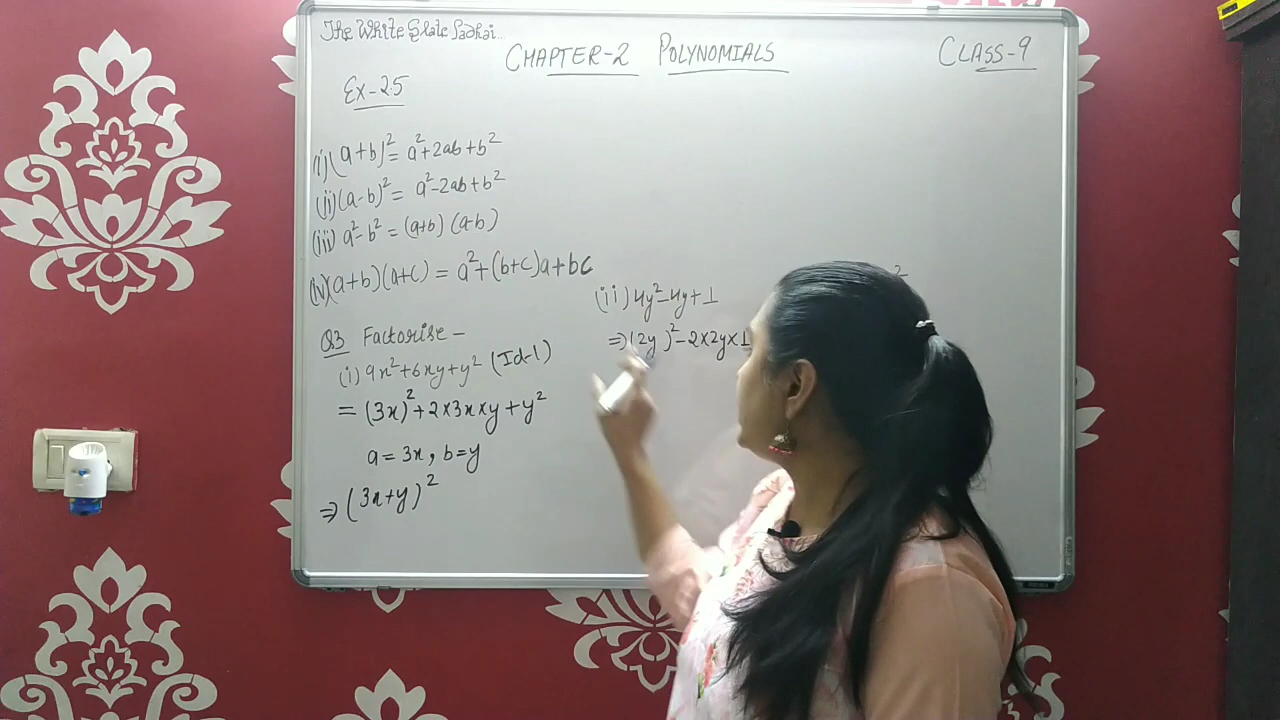 The White Slate Padhai...
CHAPTER-2 POLYNOMIALS
CLASS-9
Ex-2.5
(i) (a+b)² = a²+2ab+b²
(ii) (a-b)² = a²-2ab+b²
(iii) a²-b² = (a+b) (a-b)
(iv) (a+b)(a+c) = a²+(b+c)a+bc
Q3 Factorise-
(i) 9x²+6xy+y² (Id-1)
= (3x)²+2×3x×y+y²
a=3x, b=y
⇒ (3x+y)²
(ii) 4y²-4y+1
⇒ (2y)²-2×2y×1
2